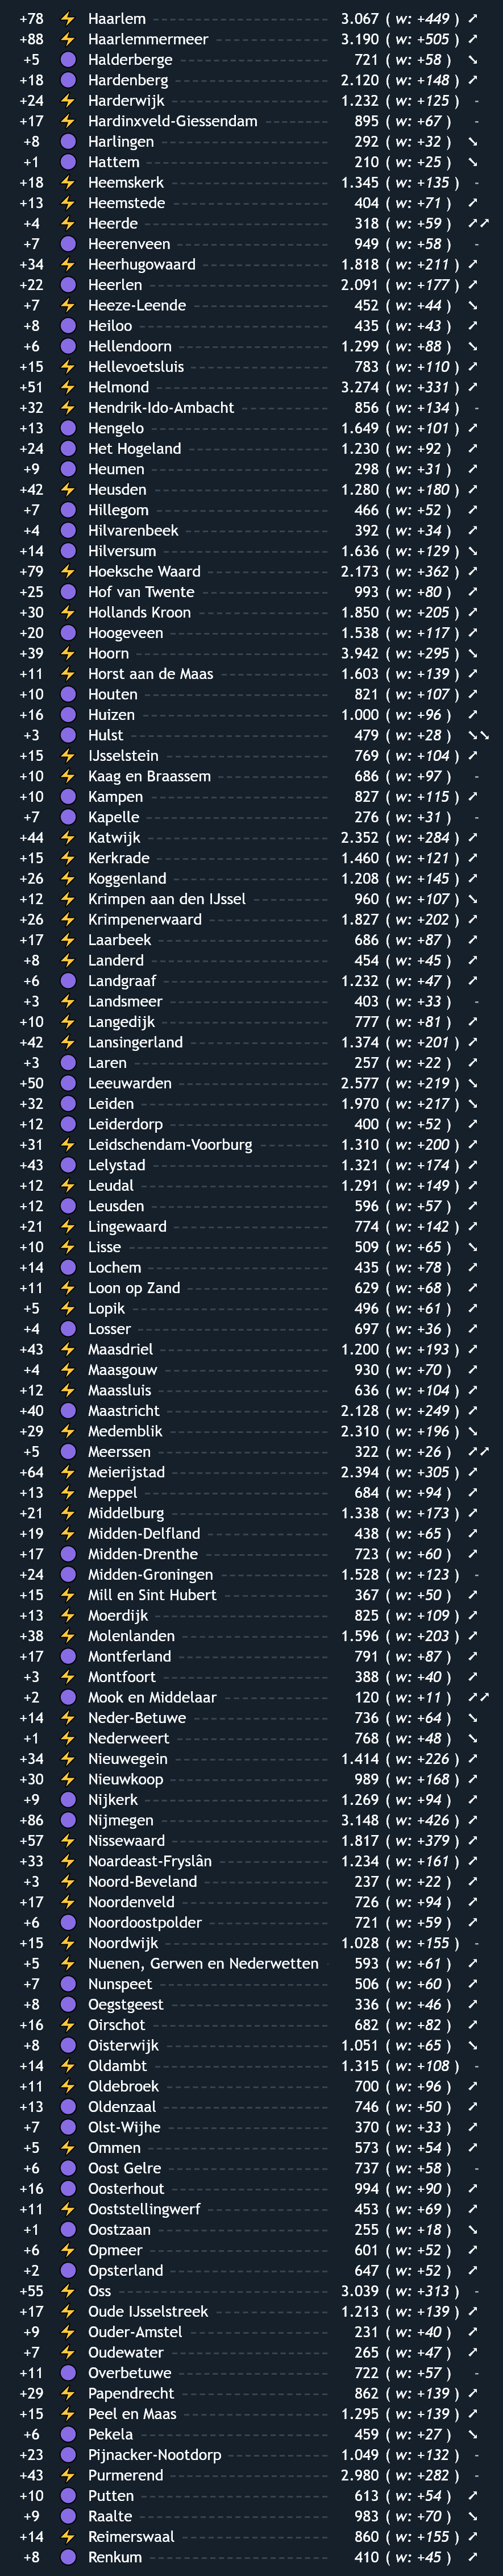 +78 ⚡ Haarlem 3.067 ( w: +449 ) ↗
+88 ⚡ Haarlemmermeer 3.190 ( w: +505 ) ↗
+5 Halderberge 721 ( w: +58 ) ↘
+18 Hardenberg 2.120 ( w: +148 ) ↗
+24 ⚡ Harderwijk 1.232 ( w: +125 ) -
+17 ⚡ Hardinxveld-Giessendam 895 ( w: +67 ) -
+8 Harlingen 292 ( w: +32 ) ↘
+1 Hattem 210 ( w: +25 ) ↘
+18 ⚡ Heemskerk 1.345 ( w: +135 ) -
+13 ⚡ Heemstede 404 ( w: +71 ) ↗
+4 ⚡ Heerde 318 ( w: +59 ) ↗↗
+7 Heerenveen 949 ( w: +58 ) -
+34 ⚡ Heerhugowaard 1.818 ( w: +211 ) ↗
+22 Heerlen 2.091 ( w: +177 ) ↗
+7 ⚡ Heeze-Leende 452 ( w: +44 ) ↘
+8 Heiloo 435 ( w: +43 ) ↗
+6 Hellendoorn 1.299 ( w: +88 ) ↘
+15 ⚡ Hellevoetsluis 783 ( w: +110 ) ↗
+51 ⚡ Helmond 3.274 ( w: +331 ) ↗
+32 ⚡ Hendrik-Ido-Ambacht 856 ( w: +134 ) -
+13 Hengelo 1.649 ( w: +101 ) ↗
+24 Het Hogeland 1.230 ( w: +92 ) ↗
+9 Heumen 298 ( w: +31 ) ↗
+42 ⚡ Heusden 1.280 ( w: +180 ) ↗
+7 Hillegom 466 ( w: +52 ) ↗
+4 Hilvarenbeek 392 ( w: +34 ) ↗
+14 Hilversum 1.636 ( w: +129 ) ↘
+79 ⚡ Hoeksche Waard 2.173 ( w: +362 ) ↗
+25 Hof van Twente 993 ( w: +80 ) ↗
+30 ⚡ Hollands Kroon 1.850 ( w: +205 ) ↗
+20 Hoogeveen 1.538 ( w: +117 ) ↗
+39 ⚡ Hoorn 3.942 ( w: +295 ) ↘
+11 ⚡ Horst aan de Maas 1.603 ( w: +139 ) ↗
+10 Houten 821 ( w: +107 ) ↗
+16 Huizen 1.000 ( w: +96 ) ↗
+3 Hulst 479 ( w: +28 ) ↘↘
+15 ⚡ IJsselstein 769 ( w: +104 ) ↗
+10 ⚡ Kaag en Braassem 686 ( w: +97 ) -
+10 Kampen 827 ( w: +115 ) ↗
+7 Kapelle 276 ( w: +31 ) -
+44 ⚡ Katwijk 2.352 ( w: +284 ) ↗
+15 ⚡ Kerkrade 1.460 ( w: +121 ) ↗
+26 ⚡ Koggenland 1.208 ( w: +145 ) ↗
+12 ⚡ Krimpen aan den IJssel 960 ( w: +107 ) ↘
+26 ⚡ Krimpenerwaard 1.827 ( w: +202 ) ↗
+17 ⚡ Laarbeek 686 ( w: +87 ) ↗
+8 ⚡ Landerd 454 ( w: +45 ) ↗
+6 Landgraaf 1.232 ( w: +47 ) ↗
+3 ⚡ Landsmeer 403 ( w: +33 ) -
+10 ⚡ Langedijk 777 ( w: +81 ) ↗
+42 ⚡ Lansingerland 1.374 ( w: +201 ) ↗
+3 Laren 257 ( w: +22 ) ↗
+50 Leeuwarden 2.577 ( w: +219 ) ↘
+32 Leiden 1.970 ( w: +217 ) ↘
+12 Leiderdorp 400 ( w: +52 ) ↗
+31 ⚡ Leidschendam-Voorburg 1.310 ( w: +200 ) ↗
+43 Lelystad 1.321 ( w: +174 ) ↗
+12 ⚡ Leudal 1.291 ( w: +149 ) ↗
+12 Leusden 596 ( w: +57 ) ↗
+21 ⚡ Lingewaard 774 ( w: +142 ) ↗
+10 ⚡ Lisse 509 ( w: +65 ) ↘
+14 Lochem 435 ( w: +78 ) ↗
+11 ⚡ Loon op Zand 629 ( w: +68 ) ↗
+5 ⚡ Lopik 496 ( w: +61 ) ↗
+4 Losser 697 ( w: +36 ) ↗
+43 ⚡ Maasdriel 1.200 ( w: +193 ) ↗
+4 ⚡ Maasgouw 930 ( w: +70 ) ↗
+12 ⚡ Maassluis 636 ( w: +104 ) ↗
+40 Maastricht 2.128 ( w: +249 ) ↗
+29 ⚡ Medemblik 2.310 ( w: +196 ) ↘
+5 Meerssen 322 ( w: +26 ) ↗↗
+64 ⚡ Meierijstad 2.394 ( w: +305 ) ↗
+13 ⚡ Meppel 684 ( w: +94 ) ↗
+21 ⚡ Middelburg 1.338 ( w: +173 ) ↗
+19 ⚡ Midden-Delfland 438 ( w: +65 ) ↗
+17 Midden-Drenthe 723 ( w: +60 ) ↗
+24 Midden-Groningen 1.528 ( w: +123 ) -
+15 ⚡ Mill en Sint Hubert 367 ( w: +50 ) ↗
+13 ⚡ Moerdijk 825 ( w: +109 ) ↗
+38 ⚡ Molenlanden 1.596 ( w: +203 ) ↗
+17 Montferland 791 ( w: +87 ) ↗
+3 ⚡ Montfoort 388 ( w: +40 ) ↗
+2 Mook en Middelaar 120 ( w: +11 ) ↗↗
+14 ⚡ Neder-Betuwe 736 ( w: +64 ) ↘
+1 ⚡ Nederweert 768 ( w: +48 ) ↘
+34 ⚡ Nieuwegein 1.414 ( w: +226 ) ↗
+30 ⚡ Nieuwkoop 989 ( w: +168 ) ↗
+9 Nijkerk 1.269 ( w: +94 ) ↗
+86 Nijmegen 3.148 ( w: +426 ) ↗
+57 ⚡ Nissewaard 1.817 ( w: +379 ) ↗
+33 ⚡ Noardeast-Fryslân 1.234 ( w: +161 ) ↗
+3 ⚡ Noord-Beveland 237 ( w: +22 ) ↗
+17 ⚡ Noordenveld 726 ( w: +94 ) ↗
+6 Noordoostpolder 721 ( w: +59 ) ↗
+15 ⚡ Noordwijk 1.028 ( w: +155 ) -
+5 ⚡ Nuenen, Gerwen en Nederwetten 593 ( w: +61 ) ↗
+7 Nunspeet 506 ( w: +60 ) ↗
+8 Oegstgeest 336 ( w: +46 ) ↗
+16 ⚡ Oirschot 682 ( w: +82 ) ↗
+8 Oisterwijk 1.051 ( w: +65 ) ↘
+14 ⚡ Oldambt 1.315 ( w: +108 ) -
+11 ⚡ Oldebroek 700 ( w: +96 ) ↗
+13 Oldenzaal 746 ( w: +50 ) ↗
+7 Olst-Wijhe 370 ( w: +33 ) ↗
+5 ⚡ Ommen 573 ( w: +54 ) ↗
+6 Oost Gelre 737 ( w: +58 ) -
+16 Oosterhout 994 ( w: +90 ) ↗
+11 ⚡ Ooststellingwerf 453 ( w: +69 ) ↗
+1 Oostzaan 255 ( w: +18 ) ↘
+6 ⚡ Opmeer 601 ( w: +52 ) ↗
+2 Opsterland 647 ( w: +52 ) ↗
+55 ⚡ Oss 3.039 ( w: +313 ) -
+17 ⚡ Oude IJsselstreek 1.213 ( w: +139 ) ↗
+9 ⚡ Ouder-Amstel 231 ( w: +40 ) ↗
+7 ⚡ Oudewater 265 ( w: +47 ) ↗
+11 Overbetuwe 722 ( w: +57 ) -
+29 ⚡ Papendrecht 862 ( w: +139 ) ↗
+15 ⚡ Peel en Maas 1.295 ( w: +139 ) ↗
+6 Pekela 459 ( w: +27 ) ↘
+23 Pijnacker-Nootdorp 1.049 ( w: +132 ) -
+43 ⚡ Purmerend 2.980 ( w: +282 ) -
+10 Putten 613 ( w: +54 ) ↗
+9 Raalte 983 ( w: +70 ) ↘
+14 ⚡ Reimerswaal 860 ( w: +155 ) ↗
+8 Renkum 410 ( w: +45 ) ↗